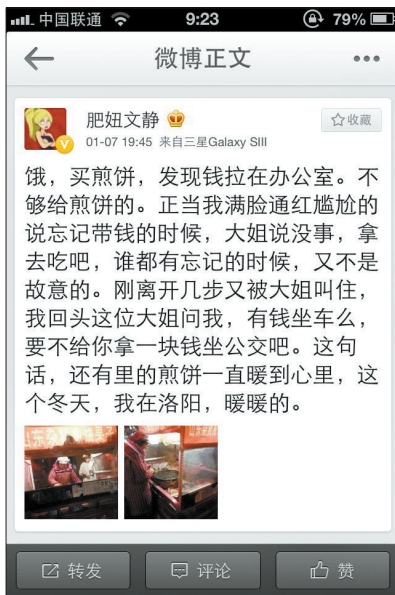 中国联通 9:23 79%
微博正文
肥妞文静
V
收藏
01-07 19:45 来自三星Galaxy SIII
饿，买煎饼，发现钱拉在办公室。不
够给煎饼的。正当我满脸通红尴尬的
说忘记带钱的时候，大姐说没事，拿
去吃吧，谁都有忘记的时候，又不是
故意的。刚离开几步又被大姐叫住，
我回头这位大姐问我，有钱坐车么，
要不给你拿一块钱坐公交吧。这句
话，还有里的煎饼一直暖到心里，这
个冬天，我在洛阳，暖暖的。
转发 评论 赞